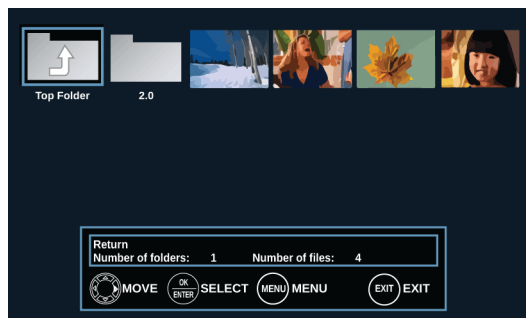 Top Folder 2.0
Return
Number of folders: 1 Number of files: 4
MOVE OK ENTER SELECT MENU MENU EXIT EXIT